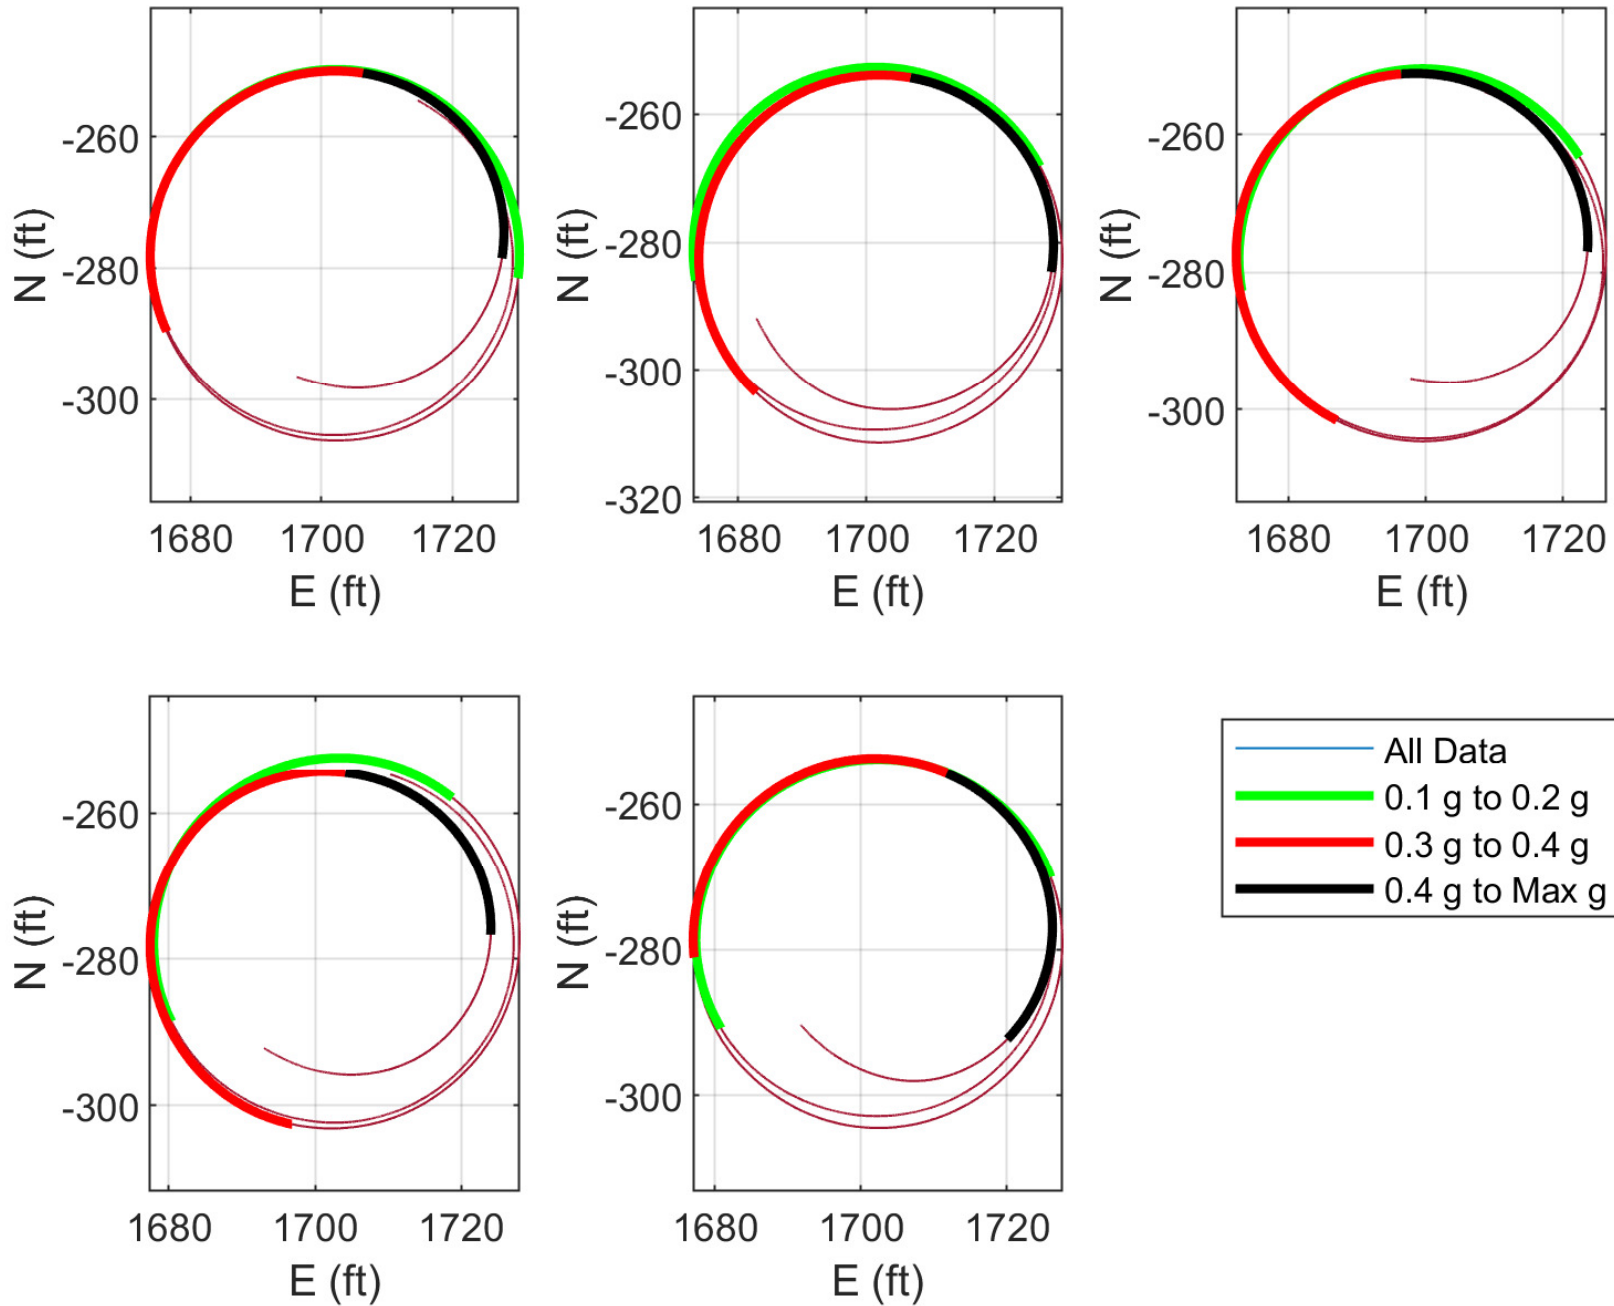 -260
-280
-300
N (ft)
1680 1700 1720
E (ft)
-260
-280
-300
-320
N (ft)
1680 1700 1720
E (ft)
-260
-280
-300
N (ft)
1680 1700 1720
E (ft)
-260
-280
-300
N (ft)
1680 1700 1720
E (ft)
-260
-280
-300
N (ft)
1680 1700 1720
E (ft)
All Data
0.1 g to 0.2 g
0.3 g to 0.4 g
0.4 g to Max g